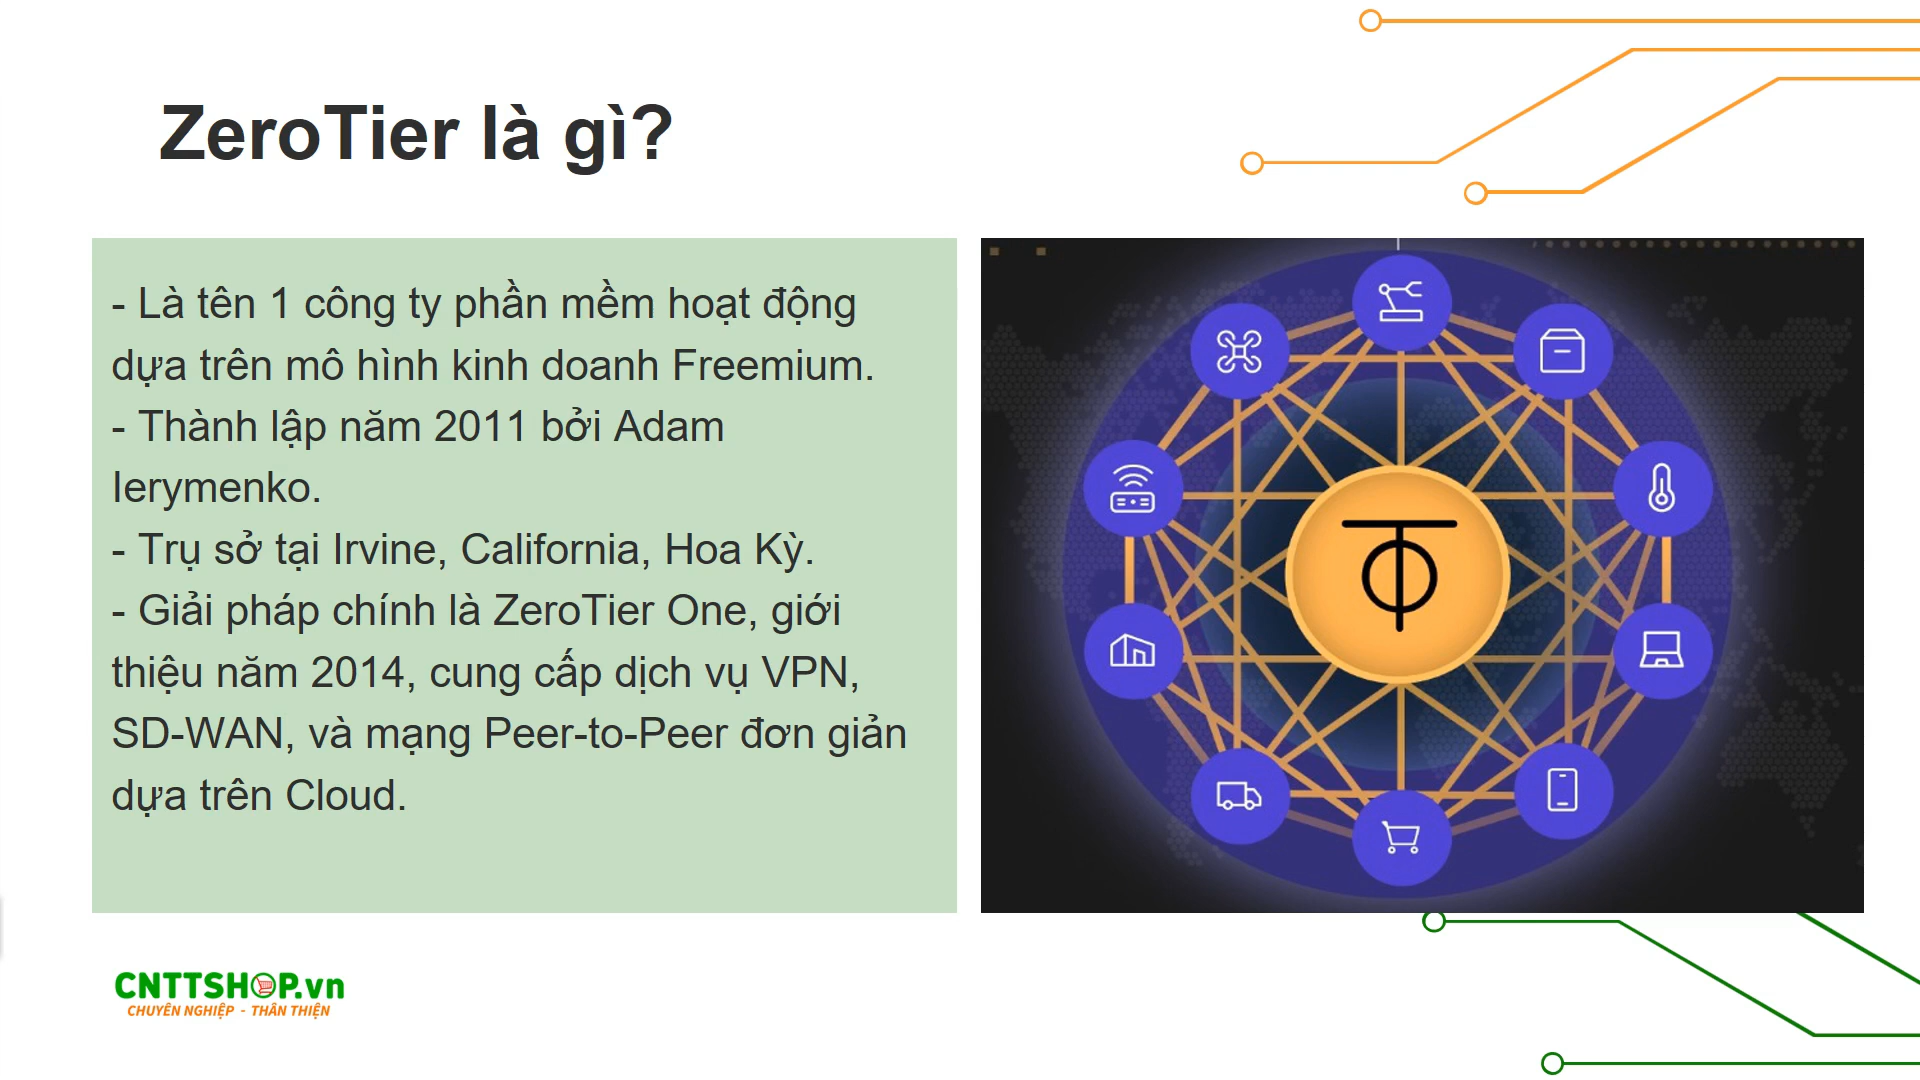 ZeroTier là gì?
- Là tên 1 công ty phần mềm hoạt động
dựa trên mô hình kinh doanh Freemium.
- Thành lập năm 2011 bởi Adam
Ierymenko.
- Trụ sở tại Irvine, California, Hoa Kỳ.
- Giải pháp chính là ZeroTier One, giới
thiệu năm 2014, cung cấp dịch vụ VPN,
SD-WAN, và mạng Peer-to-Peer đơn giản
dựa trên Cloud.
CNTTSHOP.vn
CHUYÊN NGHIỆP - THÂN THIỆN